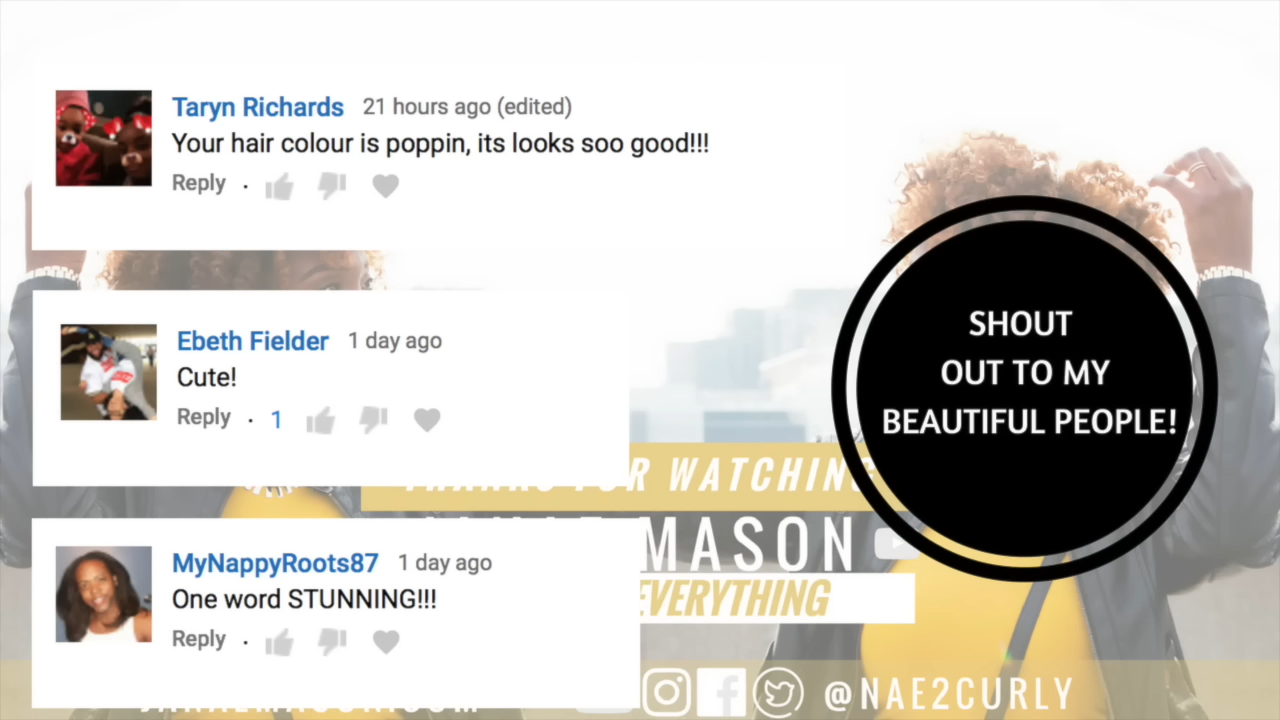 Taryn Richards 21 hours ago (edited)
Your hair colour is poppin, its looks soo good!!!
Reply
Ebeth Fielder 1 day ago
Cute!
Reply · 1
MyNappyRoots87 1 day ago
One word STUNNING!!!
Reply
SHOUT
OUT TO MY
BEAUTIFUL PEOPLE!
WATCHING
MASON
EVERYTHING
@NAE2CURLY